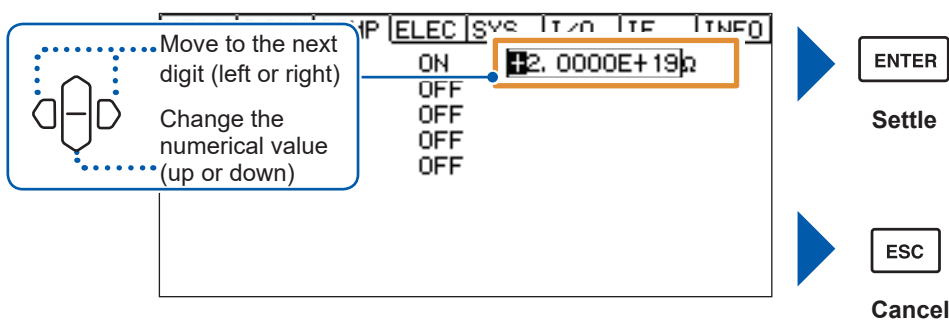 ELEC SYS I/O IF INFO
Move to the next
digit (left or right)
Change the
numerical value
(up or down)
ON +2. 0000E+19Ω
OFF
OFF
OFF
OFF
ENTER
Settle
ESC
Cancel